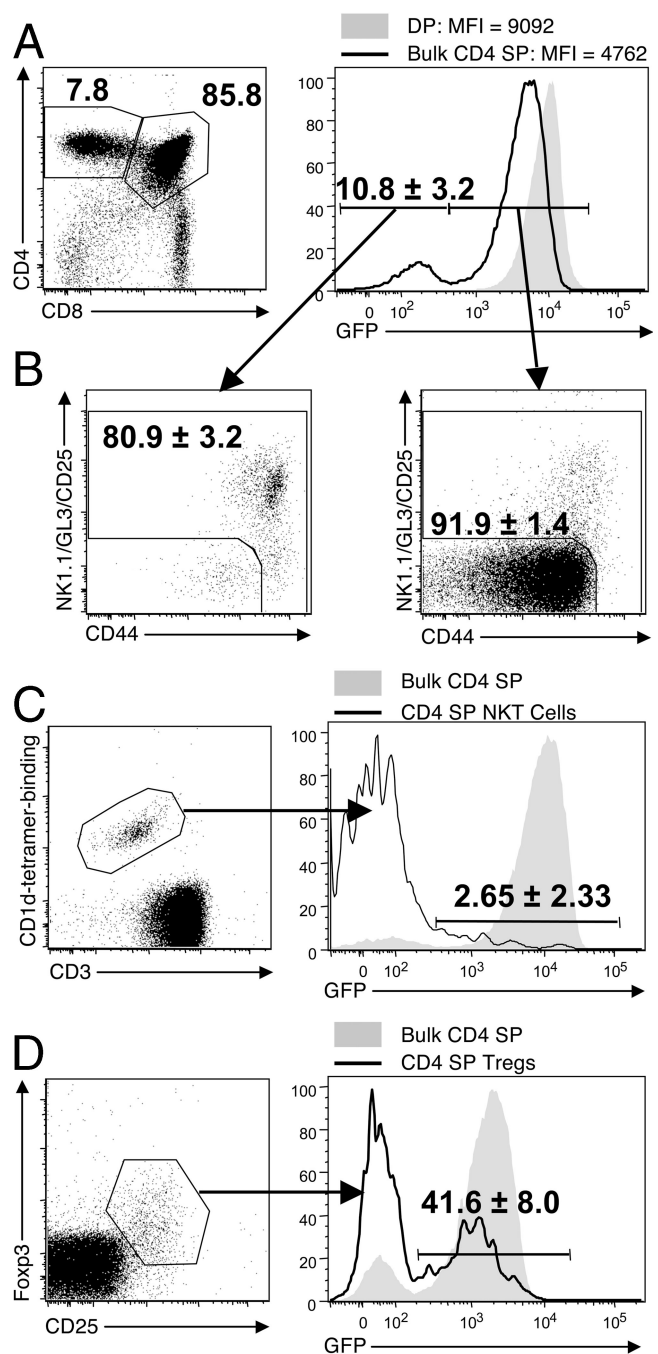 A
DP: MFI = 9092
Bulk CD4 SP: MFI = 4762
7.8
85.8
CD4
CD8
100
80
60
40
20
0
10.8 ± 3.2
0 10² 10³ 10⁴ 10⁵
GFP
B
80.9 ± 3.2
NK1.1/GL3/CD25
CD44
91.9 ± 1.4
NK1.1/GL3/CD25
CD44
C
Bulk CD4 SP
CD4 SP NKT Cells
CD1d-tetramer-binding
CD3
100
80
60
40
20
0
2.65 ± 2.33
0 10² 10³ 10⁴ 10⁵
GFP
D
Bulk CD4 SP
CD4 SP Tregs
Foxp3
CD25
100
80
60
40
20
0
41.6 ± 8.0
0 10² 10³ 10⁴ 10⁵
GFP